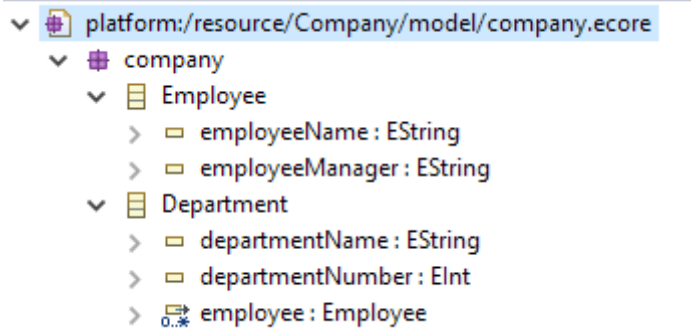 platform:/resource/Company/model/company.ecore
company
Employee
employeeName : EString
employeeManager : EString
Department
departmentName : EString
departmentNumber : EInt
0..* employee : Employee